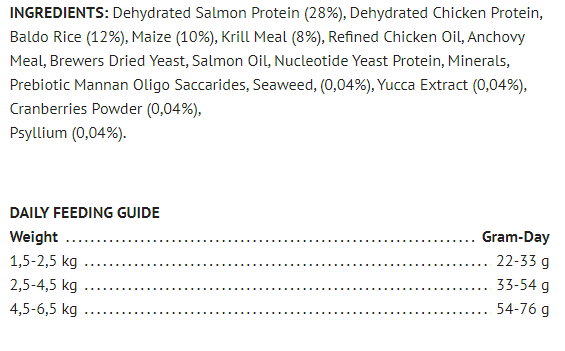 INGREDIENTS: Dehydrated Salmon Protein (28%), Dehydrated Chicken Protein,
Baldo Rice (12%), Maize (10%), Krill Meal (8%), Refined Chicken Oil, Anchovy
Meal, Brewers Dried Yeast, Salmon Oil, Nucleotide Yeast Protein, Minerals,
Prebiotic Mannan Oligo Saccarides, Seaweed, (0,04%), Yucca Extract (0,04%),
Cranberries Powder (0,04%),
Psyllium (0,04%).
DAILY FEEDING GUIDE
Weight ................................................................. Gram-Day
1,5-2,5 kg ................................................................ 22-33 g
2,5-4,5 kg ................................................................ 33-54 g
4,5-6,5 kg ................................................................ 54-76 g